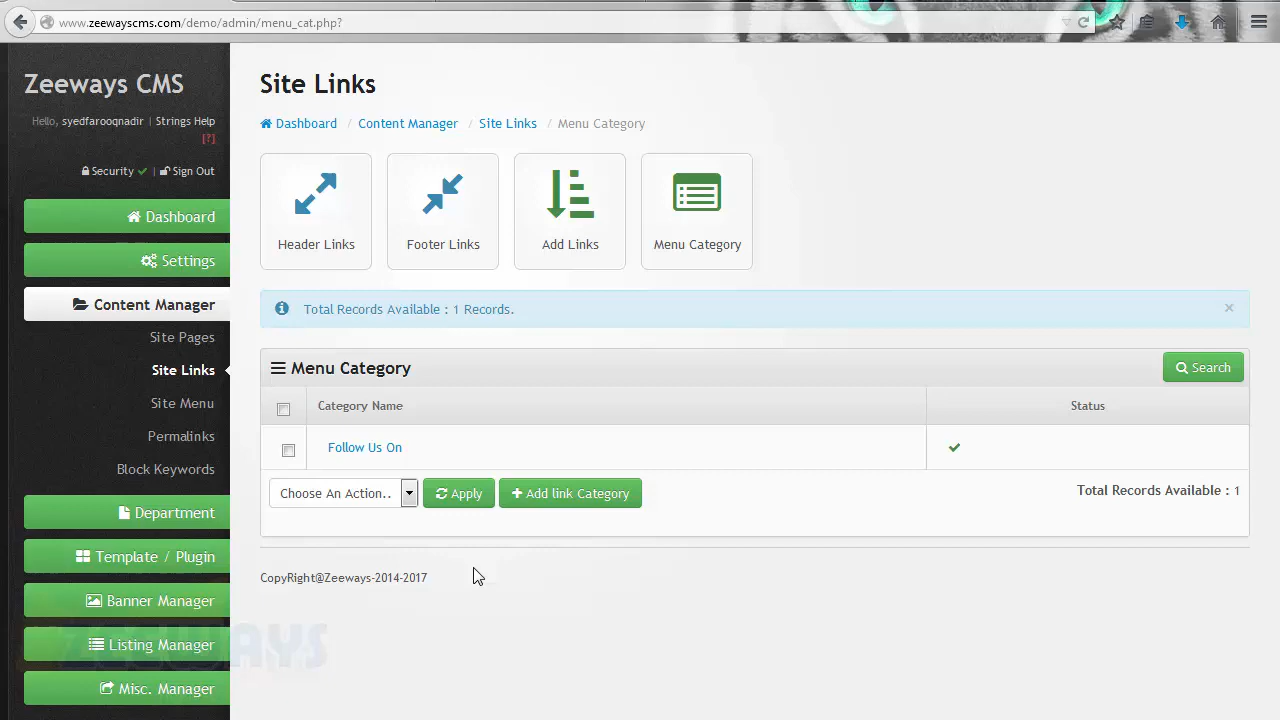 www.zeewayscms.com/demo/admin/menu_cat.php?
Zeeways CMS
Hello, syedfarooqnadir | Strings Help
[?]
Security | Sign Out
Dashboard
Settings
Content Manager
Site Pages
Site Links
Site Menu
Permalinks
Block Keywords
Department
Template / Plugin
Banner Manager
Listing Manager
Misc. Manager
Site Links
Dashboard / Content Manager / Site Links / Menu Category
Header Links
Footer Links
Add Links
Menu Category
Total Records Available : 1 Records.
×
Menu Category
Search
Category Name
Status
Follow Us On
Choose An Action..
Apply
+ Add link Category
Total Records Available : 1
CopyRight@Zeeways-2014-2017
ZEEWAYS